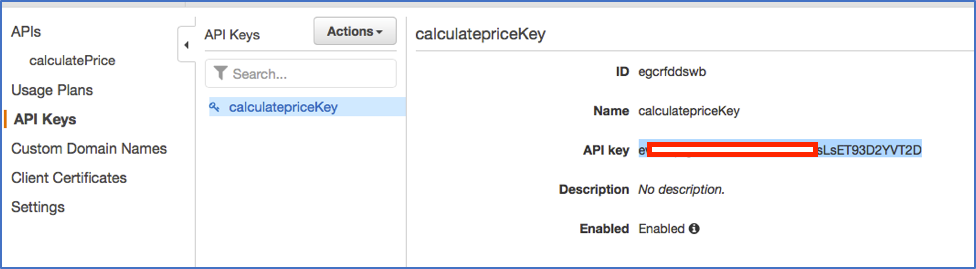 APIs
calculatePrice
Usage Plans
API Keys
Custom Domain Names
Client Certificates
Settings
API Keys
Actions
Search...
calculatepriceKey
calculatepriceKey
ID egcrfddswb
Name calculatepriceKey
API key sLsET93D2YVT2D
Description No description.
Enabled Enabled